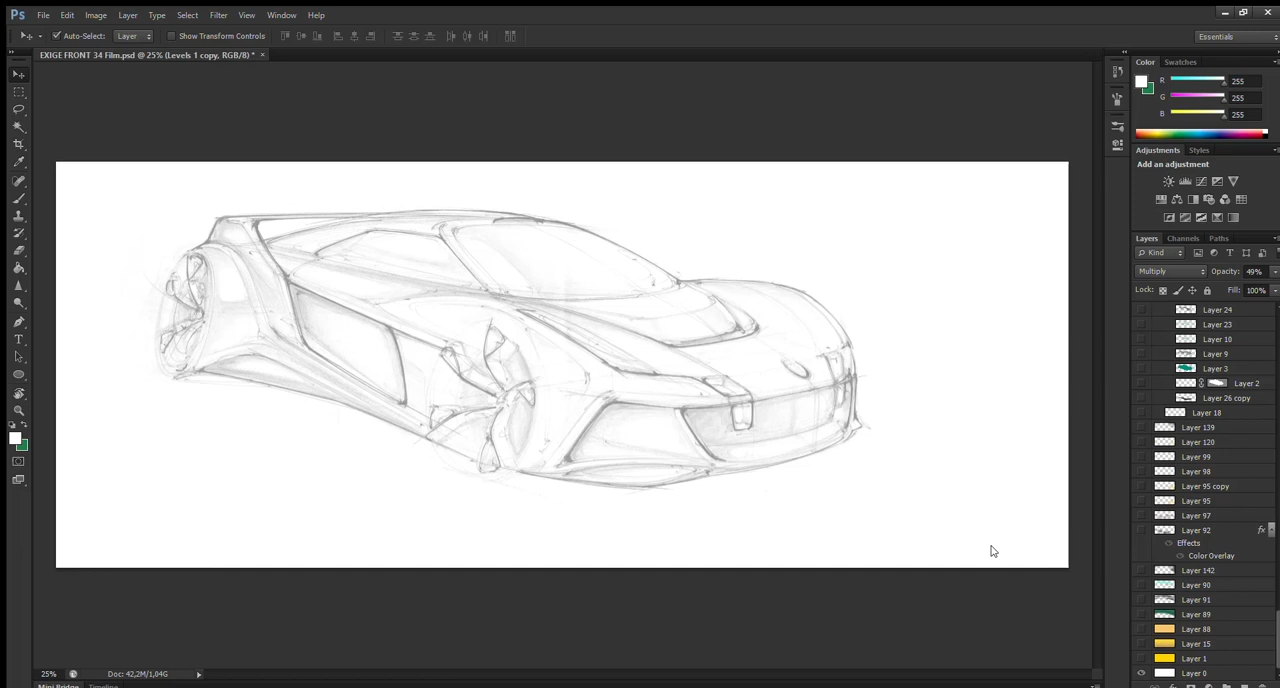 Ps File Edit Image Layer Type Select Filter View Window Help
Auto-Select: Layer Show Transform Controls Essentials
EXIGE FRONT 34 Film.psd @ 25% (Levels 1 copy, RGB/8) * ×
Color Swatches
R 255
G 255
B 255
Adjustments Styles
Add an adjustment
Layers Channels Paths
Kind
Multiply Opacity: 49%
Lock: Fill: 100%
Layer 24
Layer 23
Layer 10
Layer 9
Layer 3
Layer 2
Layer 26 copy
Layer 18
Layer 139
Layer 120
Layer 99
Layer 98
Layer 95 copy
Layer 95
Layer 97
Layer 92 fx
Effects
Color Overlay
Layer 142
Layer 90
Layer 91
Layer 89
Layer 88
Layer 15
Layer 1
Layer 0
25% Doc: 42,2M/1,04G
Mini Bridge Timeline